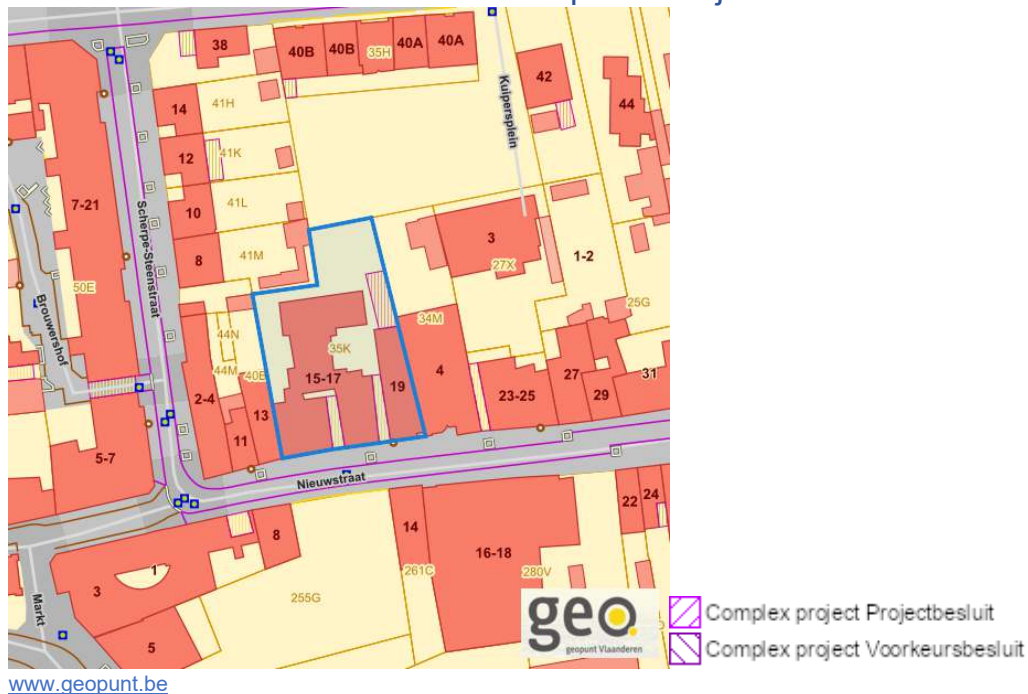 38
40B
40B
35H
40A
40A
42
44
Kuipersplein
14
41H
12
41K
7-21
Scherpe-Steenstraat
10
41L
8
41M
3
27X
1-2
50E
Brouwershof
25G
44N
34M
35K
44M
40E
2-4
15-17
19
4
27
31
23-25
29
13
11
5-7
Nieuwstraat
22
24
8
14
16-18
1
3
261C
280V
255G
Markt
5
geo
geopunt Vlaanderen
Complex project Projectbesluit
Complex project Voorkeursbesluit
www.geopunt.be